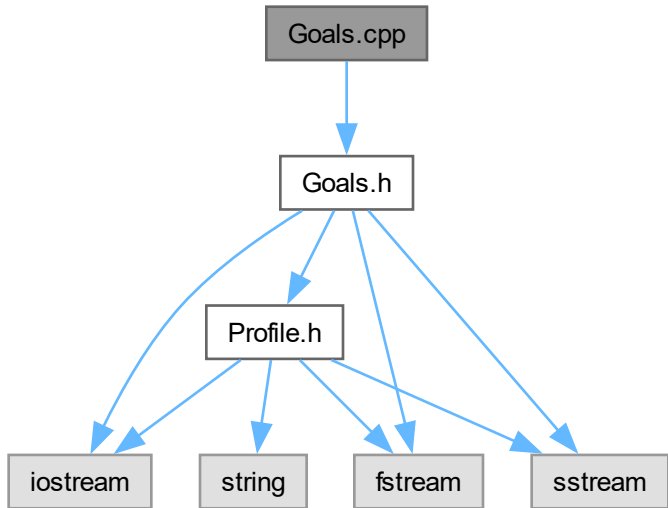 Goals.cpp
Goals.h
Profile.h
iostream
string
fstream
sstream